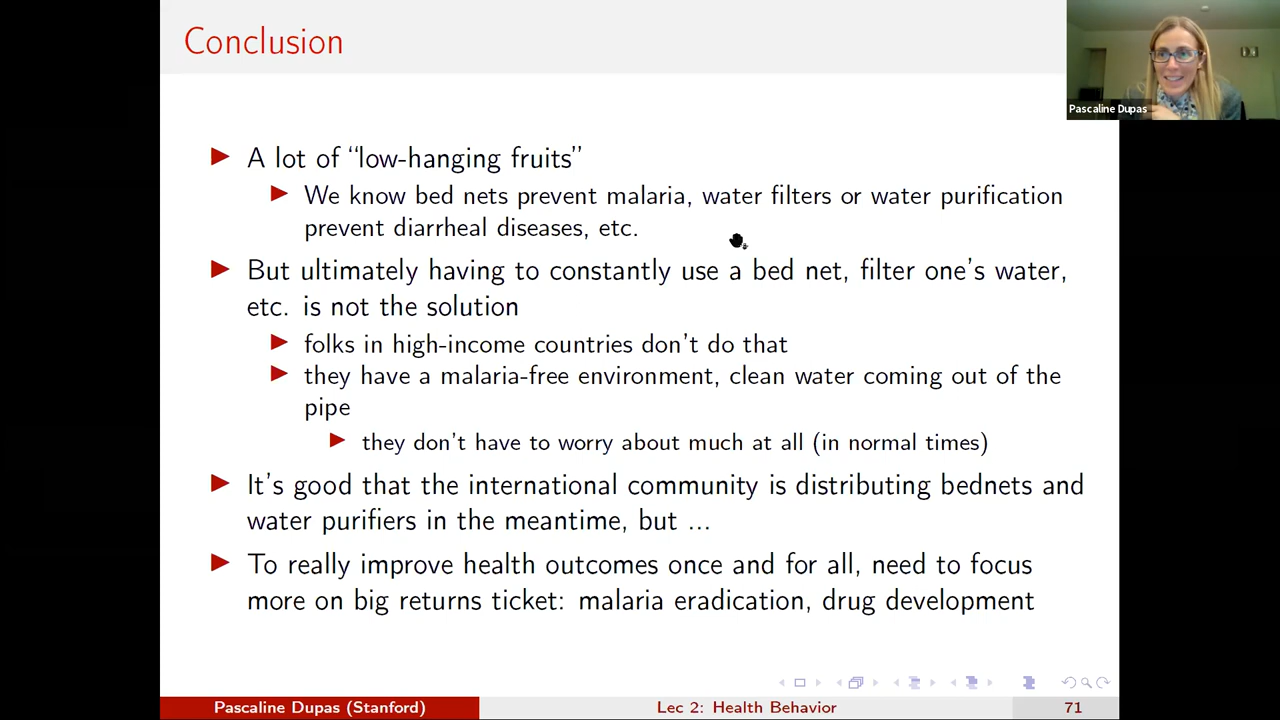 Conclusion
Pascaline Dupas
A lot of “low-hanging fruits”
We know bed nets prevent malaria, water filters or water purification
prevent diarrheal diseases, etc.
But ultimately having to constantly use a bed net, filter one’s water,
etc. is not the solution
folks in high-income countries don’t do that
they have a malaria-free environment, clean water coming out of the
pipe
they don’t have to worry about much at all (in normal times)
It’s good that the international community is distributing bednets and
water purifiers in the meantime, but ...
To really improve health outcomes once and for all, need to focus
more on big returns ticket: malaria eradication, drug development
Pascaline Dupas (Stanford)
Lec 2: Health Behavior
71